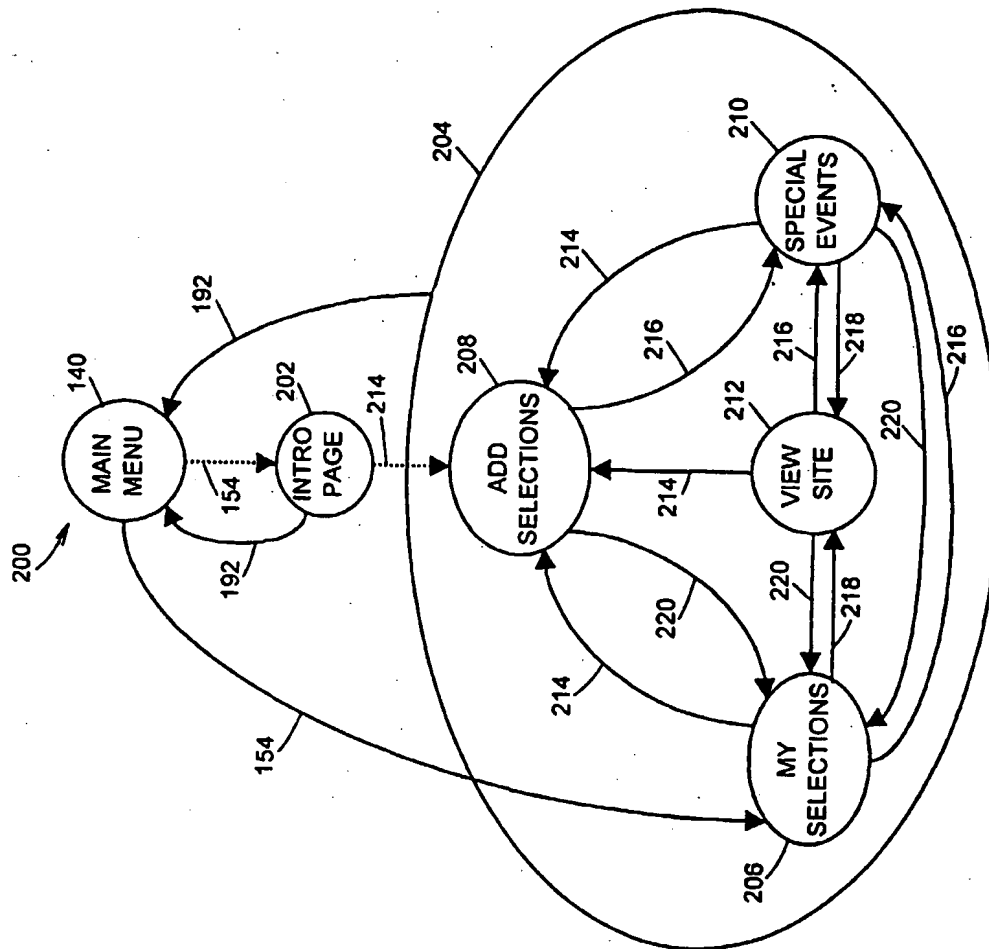 200
MAIN
MENU
140
192
154
192
INTRO
PAGE
202
214
154
204
ADD
SELECTIONS
208
214
216
214
220
214
SPECIAL
EVENTS
210
216
218
VIEW
SITE
212
220
218
MY
SELECTIONS
206
220
216